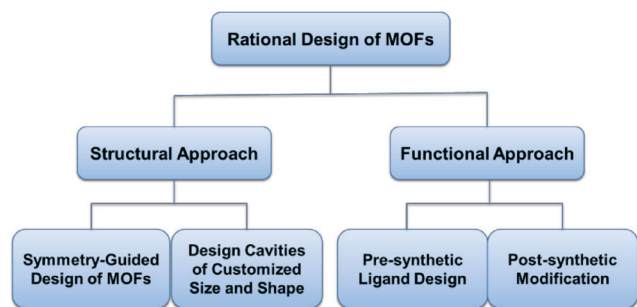 Rational Design of MOFs
Structural Approach
Functional Approach
Symmetry-Guided
Design of MOFs
Design Cavities
of Customized
Size and Shape
Pre-synthetic
Ligand Design
Post-synthetic
Modification